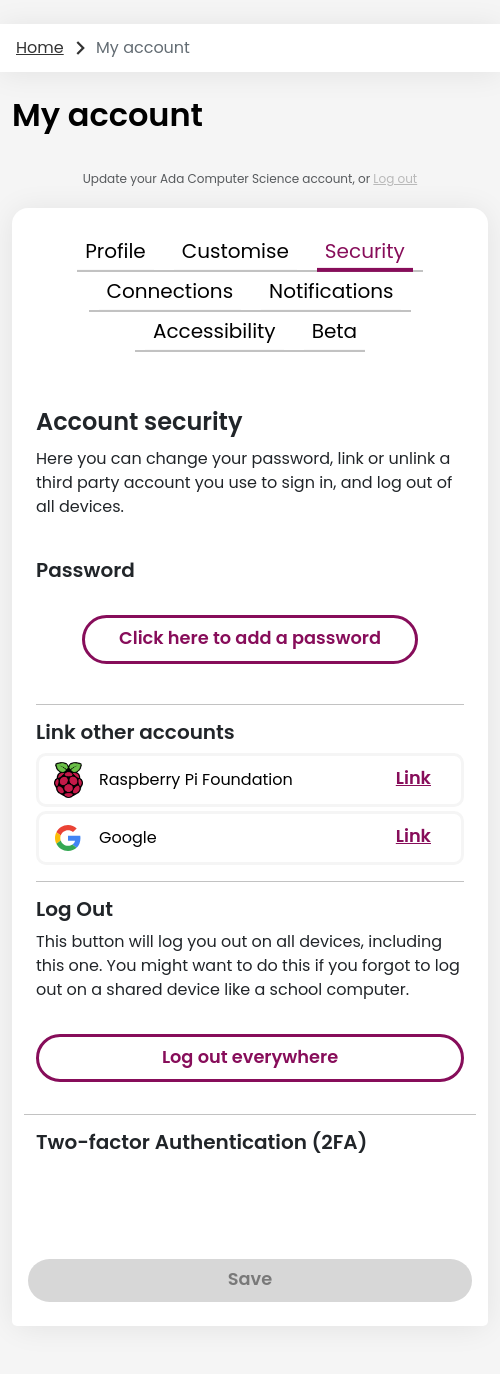 Home > My account
My account
Update your Ada Computer Science account, or Log out
Profile Customise Security
Connections Notifications
Accessibility Beta
Account security
Here you can change your password, link or unlink a
third party account you use to sign in, and log out of
all devices.
Password
Click here to add a password
Link other accounts
Raspberry Pi Foundation Link
Google Link
Log Out
This button will log you out on all devices, including
this one. You might want to do this if you forgot to log
out on a shared device like a school computer.
Log out everywhere
Two-factor Authentication (2FA)
Save